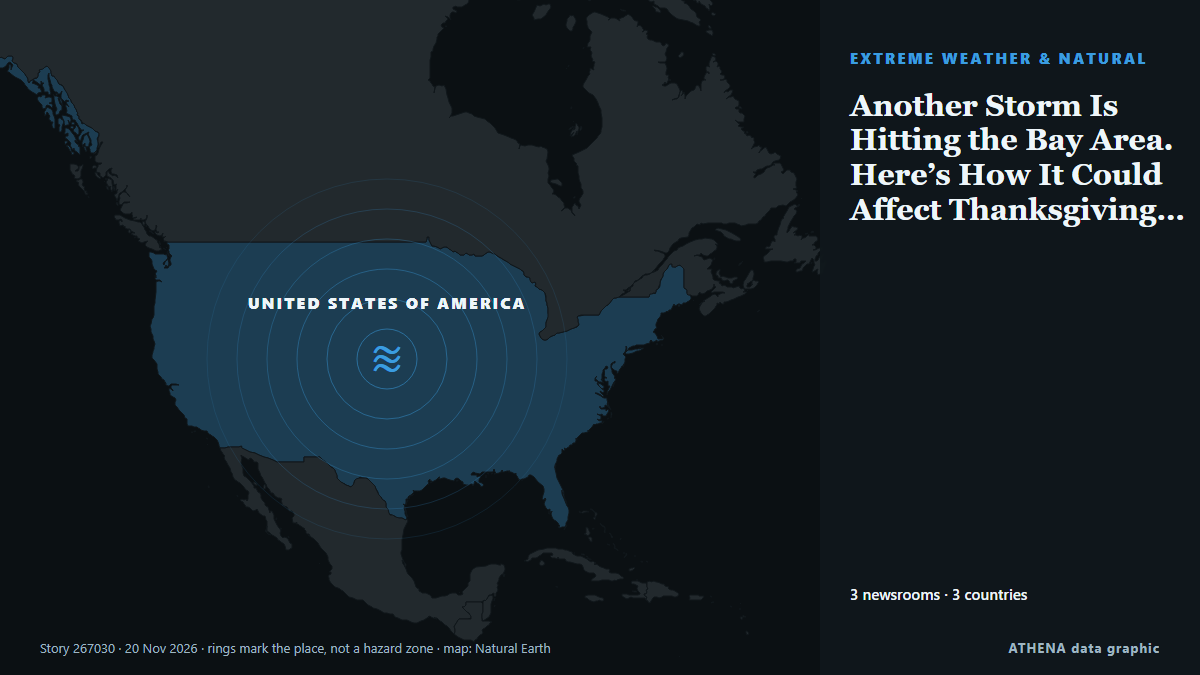 EXTREME WEATHER & NATURAL
Another Storm Is
Hitting the Bay Area.
Here’s How It Could
Affect Thanksgiving...
UNITED STATES OF AMERICA
3 newsrooms · 3 countries
Story 267030 · 20 Nov 2026 · rings mark the place, not a hazard zone · map: Natural Earth
ATHENA data graphic